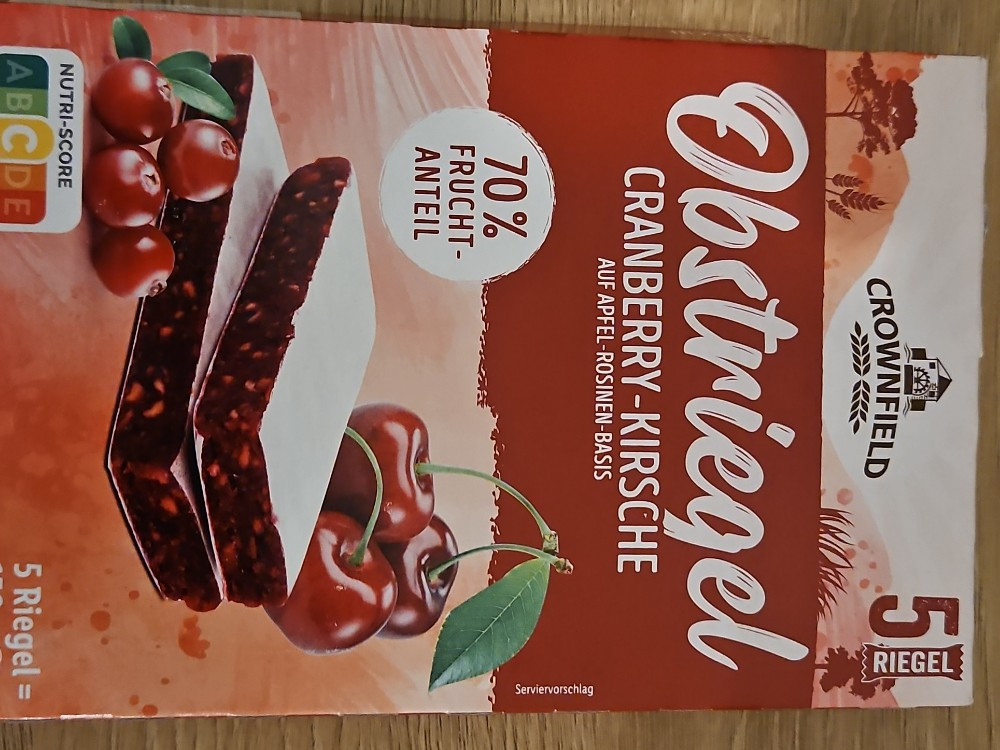 CROWNFIELD
5
RIEGEL
Obstriegel
CRANBERRY-KIRSCHE
AUF APFEL-ROSINEN-BASIS
Serviervorschlag
70 %
FRUCHT-
ANTEIL
NUTRI-SCORE
A B C D E
5 Riegel =